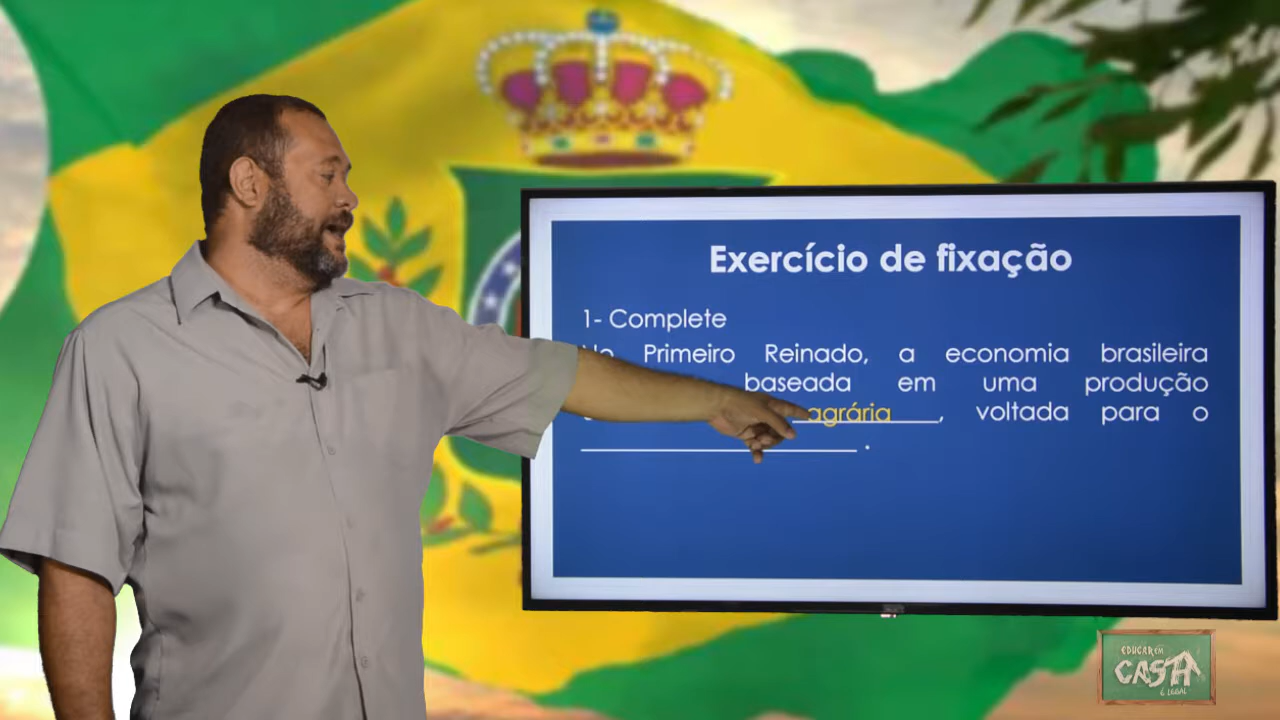 Exercício de fixação
1- Complete
No Primeiro Reinado, a economia brasileira
baseada em uma produção
agrária, voltada para o
.
EDUCAR EM
CASA
É LEGAL